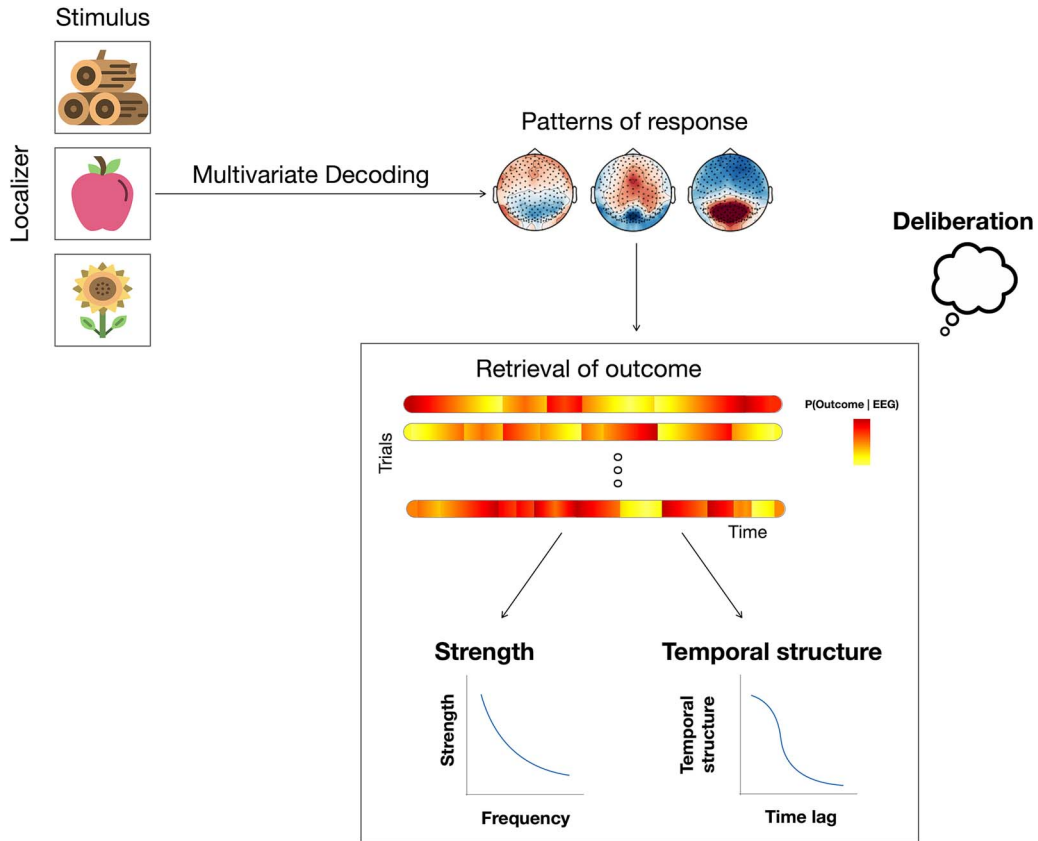 Stimulus
Localizer
Multivariate Decoding
Patterns of response
Deliberation
Retrieval of outcome
P(Outcome | EEG)
Trials
Time
Strength
Strength
Frequency
Temporal structure
Temporal
structure
Time lag